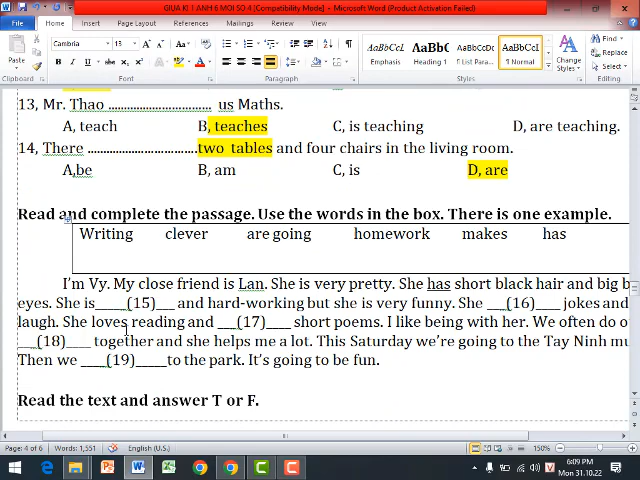 GIUA KI 1 ANH 6 MOI SO 4 [Compatibility Mode] - Microsoft Word (Product Activation Failed)
File Home Insert Page Layout References Mailings Review View
Cambria 13
Paste
Emphasis Heading ¶ List Para... ¶ Normal
Change Styles
Find
Replace
Select
Clipboard Font Paragraph Styles Editing
13, Mr. Thao ................................ us Maths.
A, teach B, teaches C, is teaching D, are teaching.
14, There ..................................two tables and four chairs in the living room.
A,be B, am C, is D, are
Read and complete the passage. Use the words in the box. There is one example.
Writing clever are going homework makes has
I'm Vy. My close friend is Lan. She is very pretty. She has short black hair and big b
eyes. She is_____(15)___ and hard-working but she is very funny. She ___(16)____ jokes and
laugh. She loves reading and ___(17)____ short poems. I like being with her. We often do o
___(18)____ together and she helps me a lot. This Saturday we're going to the Tay Ninh mu
Then we ____(19)_____to the park. It's going to be fun.
Read the text and answer T or F.
Page: 4 of 6 Words: 1,551 English (U.S.) 150%
6:09 PM
Mon 31.10.22